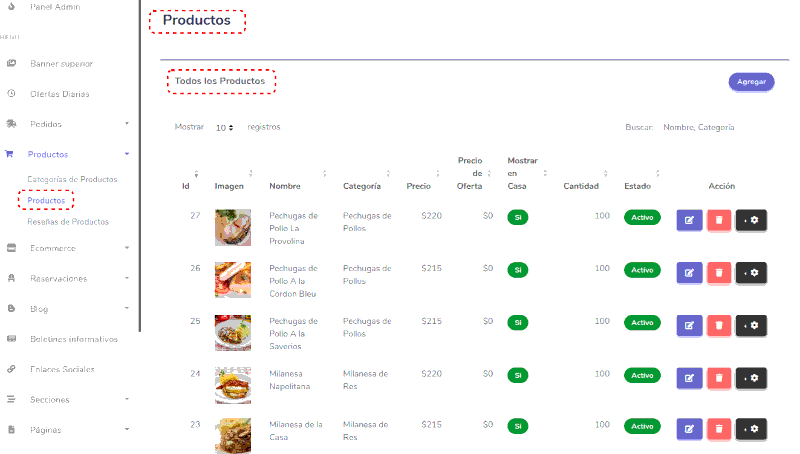 Panel Admin
MENU
Banner superior
Ofertas Diarias
Pedidos
Productos
Categorías de Productos
Productos
Reseñas de Productos
Ecommerce
Reservaciones
Blog
Boletines informativos
Enlaces Sociales
Secciones
Páginas
Productos
Todos los Productos
Agregar
Mostrar 10 registros
Buscar: Nombre, Categoría
Id Imagen Nombre Categoría Precio Precio de Oferta Mostrar en Casa Cantidad Estado Acción
27 Pechugas de Pechugas de $220 $0 Si 100 Activo
Pollo La Pollos
Provolina
26 Pechugas de Pechugas de $215 $0 Si 100 Activo
Pollo A la Pollos
Cordon Bleu
25 Pechugas de Pechugas de $215 $0 Si 100 Activo
Pollo A la Pollos
Saverios
24 Milanesa Milanesa de $220 $0 Si 100 Activo
Napolitana Res
23 Milanesa de la Milanesa de $215 $0 Si 100 Activo
Casa Res